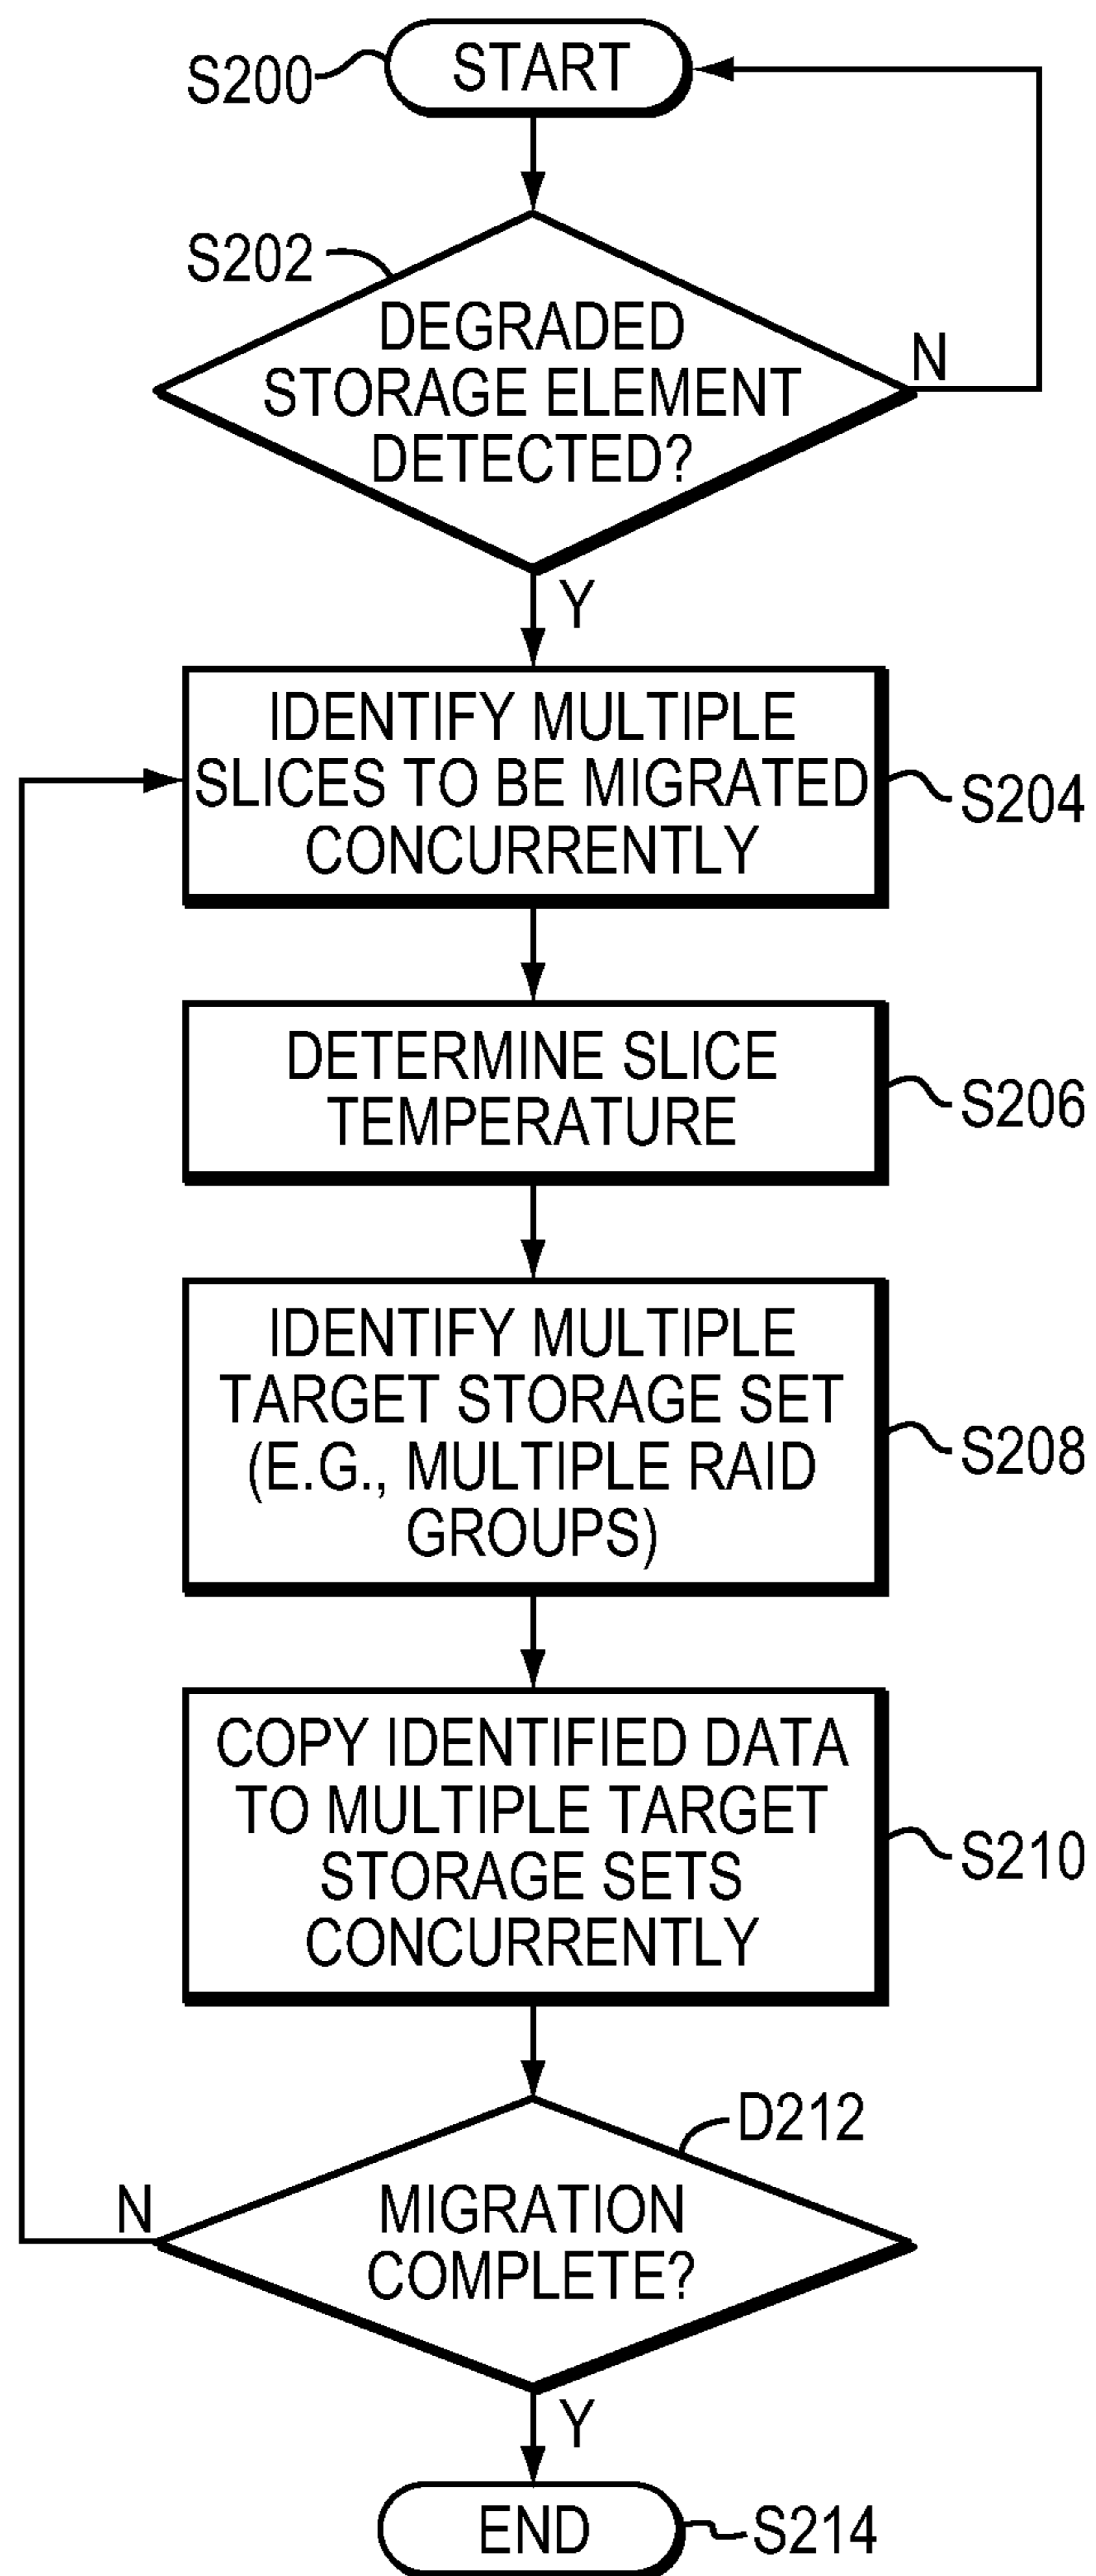 S200
START
S202
DEGRADED
STORAGE ELEMENT
DETECTED?
N
Y
IDENTIFY MULTIPLE
SLICES TO BE MIGRATED
CONCURRENTLY
S204
DETERMINE SLICE
TEMPERATURE
S206
IDENTIFY MULTIPLE
TARGET STORAGE SET
(E.G., MULTIPLE RAID
GROUPS)
S208
COPY IDENTIFIED DATA
TO MULTIPLE TARGET
STORAGE SETS
CONCURRENTLY
S210
D212
N
MIGRATION
COMPLETE?
Y
END
S214